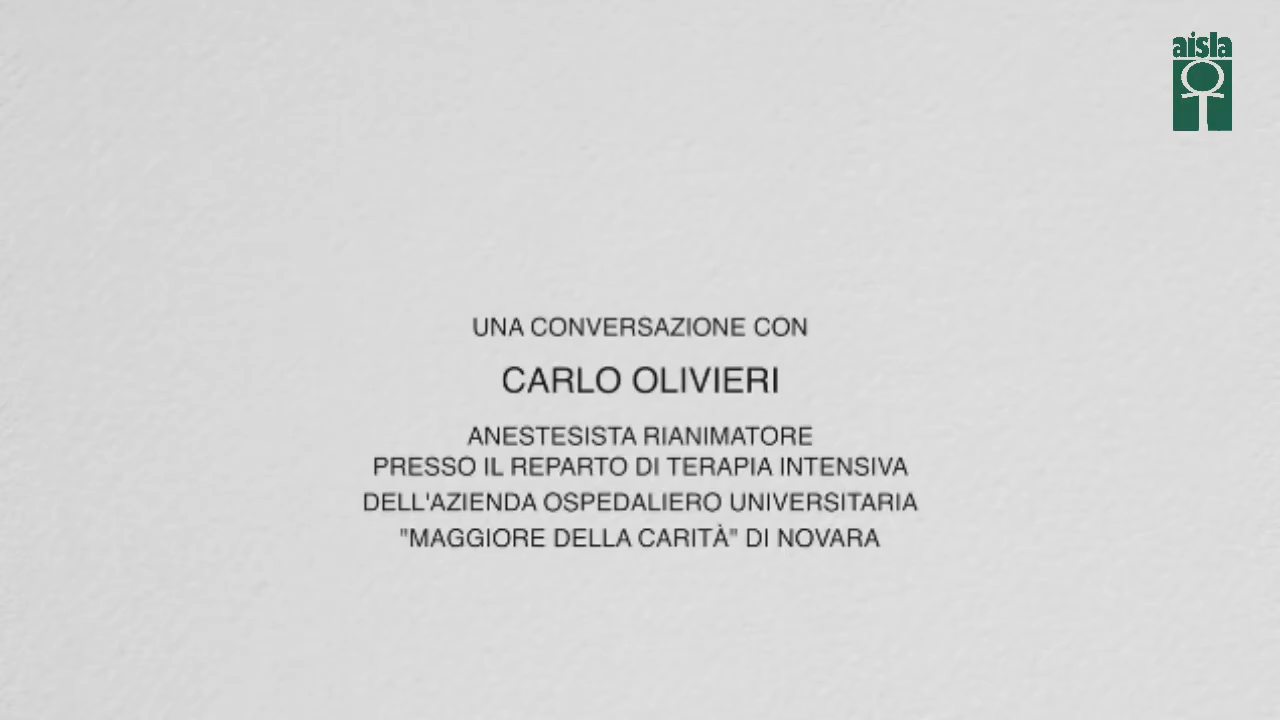 aisla
UNA CONVERSAZIONE CON
CARLO OLIVIERI
ANESTESISTA RIANIMATORE
PRESSO IL REPARTO DI TERAPIA INTENSIVA
DELL'AZIENDA OSPEDALIERO UNIVERSITARIA
"MAGGIORE DELLA CARITÀ" DI NOVARA